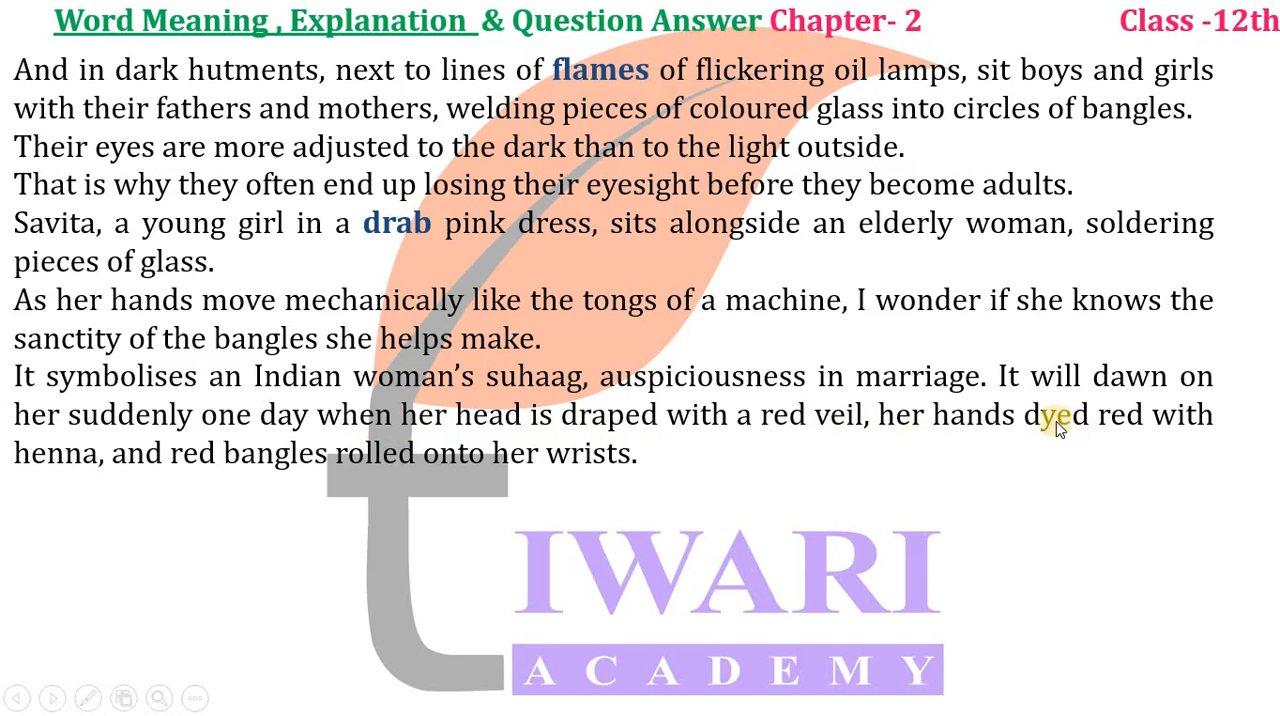 Word Meaning , Explanation & Question Answer Chapter- 2 Class -12th
And in dark hutments, next to lines of flames of flickering oil lamps, sit boys and girls
with their fathers and mothers, welding pieces of coloured glass into circles of bangles.
Their eyes are more adjusted to the dark than to the light outside.
That is why they often end up losing their eyesight before they become adults.
Savita, a young girl in a drab pink dress, sits alongside an elderly woman, soldering
pieces of glass.
As her hands move mechanically like the tongs of a machine, I wonder if she knows the
sanctity of the bangles she helps make.
It symbolises an Indian woman’s suhaag, auspiciousness in marriage. It will dawn on
her suddenly one day when her head is draped with a red veil, her hands dyed red with
henna, and red bangles rolled onto her wrists.
tIWARI
ACADEMY